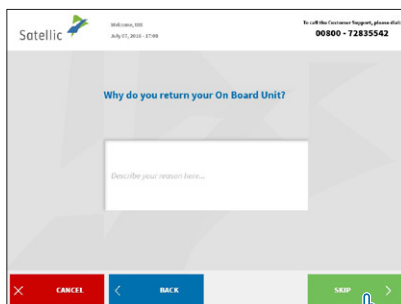 Satellic
Welcome, 000
July 07, 2016 - 17:00
To call the Customer Support, please dial:
00800 - 72835542
Why do you return your On Board Unit?
Describe your reason here...
CANCEL
BACK
SKIP